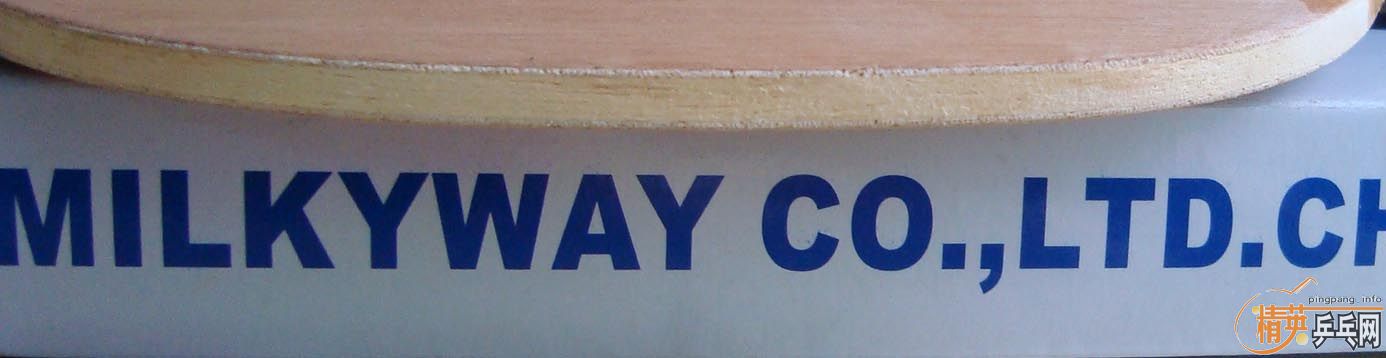 MILKYWAY CO.,LTD.CH
pingpang.info
精英乒乓网